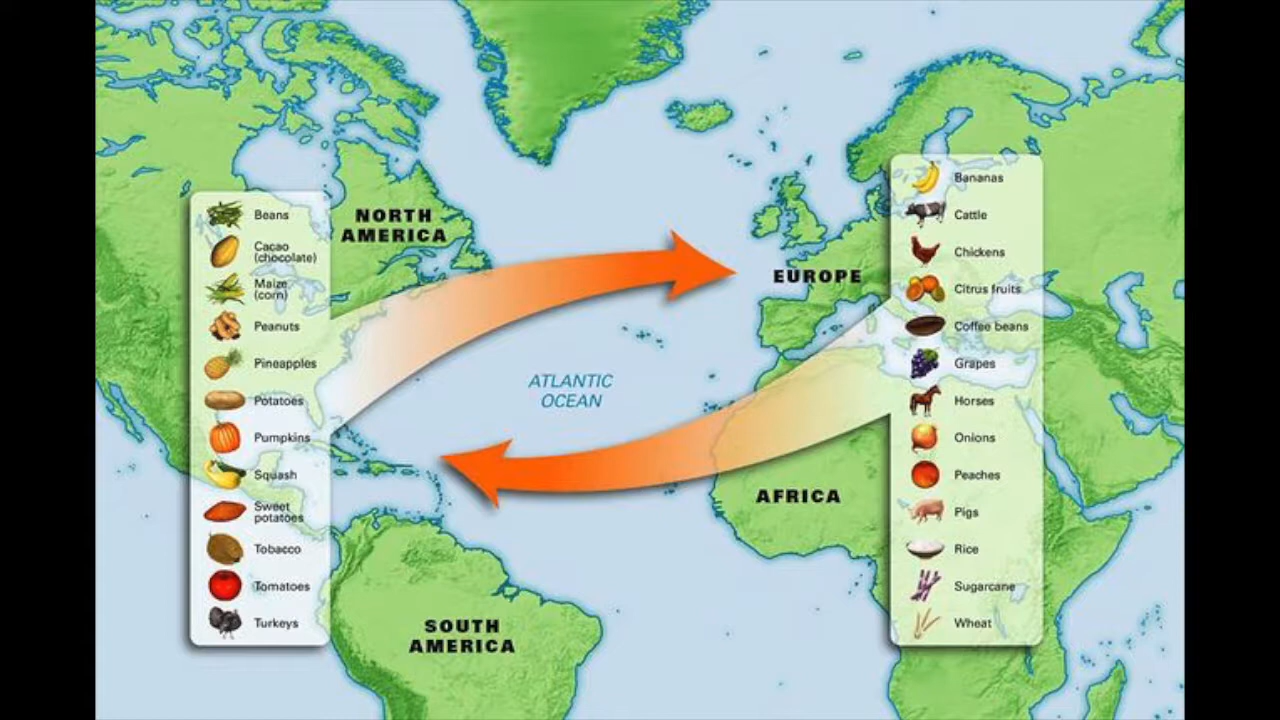 NORTH
AMERICA
Beans
Cacao
(chocolate)
Maize
(corn)
Peanuts
Pineapples
Potatoes
Pumpkins
Squash
Sweet
potatoes
Tobacco
Tomatoes
Turkeys
ATLANTIC
OCEAN
SOUTH
AMERICA
EUROPE
AFRICA
Bananas
Cattle
Chickens
Citrus fruits
Coffee beans
Grapes
Horses
Onions
Peaches
Pigs
Rice
Sugarcane
Wheat